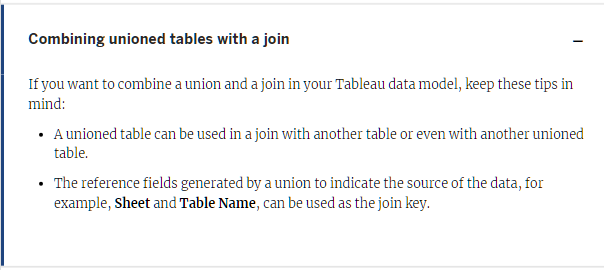 Combining unioned tables with a join
–
If you want to combine a union and a join in your Tableau data model, keep these tips in
mind:
• A unioned table can be used in a join with another table or even with another unioned
table.
• The reference fields generated by a union to indicate the source of the data, for
example, Sheet and Table Name, can be used as the join key.